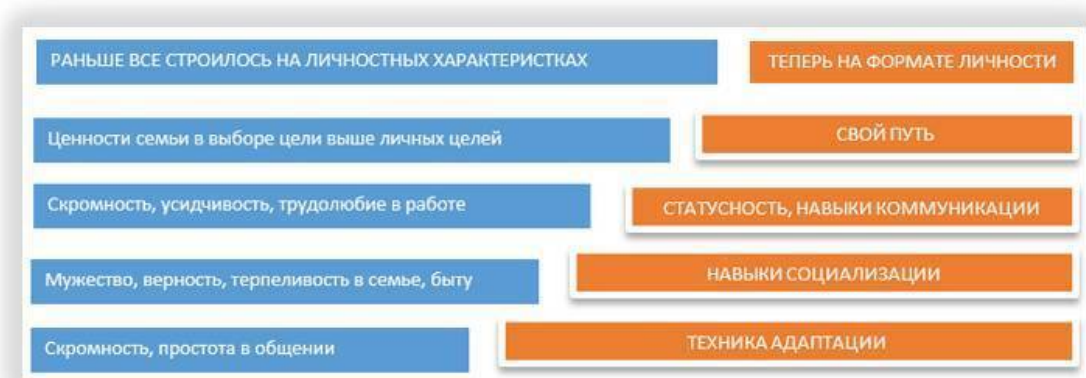 РАНЬШЕ ВСЕ СТРОИЛОСЬ НА ЛИЧНОСТНЫХ ХАРАКТЕРИСТКАХ
ТЕПЕРЬ НА ФОРМАТЕ ЛИЧНОСТИ
Ценности семьи в выборе цели выше личных целей
СВОЙ ПУТЬ
Скромность, усидчивость, трудолюбие в работе
СТАТУСНОСТЬ, НАВЫКИ КОММУНИКАЦИИ
Мужество, верность, терпеливость в семье, быту
НАВЫКИ СОЦИАЛИЗАЦИИ
Скромность, простота в общении
ТЕХНИКА АДАПТАЦИИ